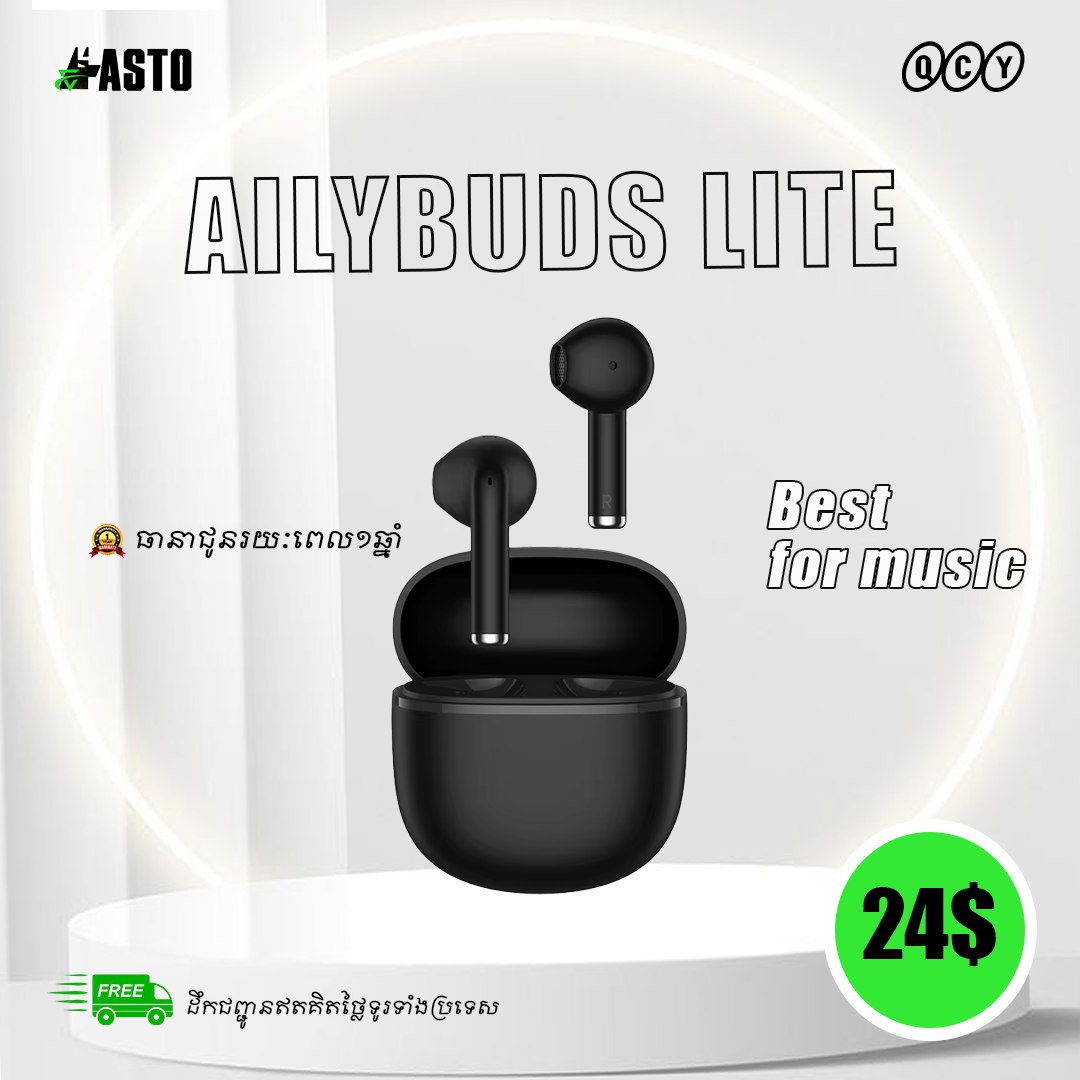 ASTO
QCY
AILYBUDS LITE
Best
for music
ធានាជូនរយៈពេល១ឆ្នាំ
R
24$
FREE
ដឹកជញ្ជូនឥតគិតថ្លៃទូរទាំងប្រទេស